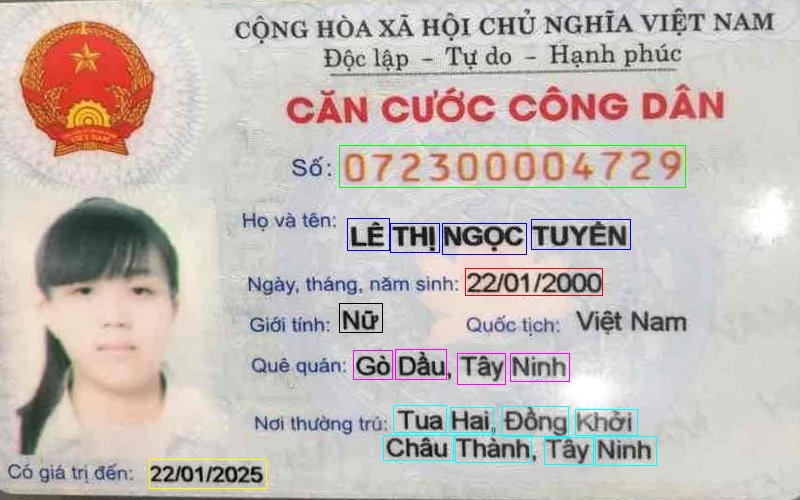 CỘNG HÒA XÃ HỘI CHỦ NGHĨA VIỆT NAM
Độc lập - Tự do - Hạnh phúc
CĂN CƯỚC CÔNG DÂN
Số: 072300004729
Họ và tên: LÊ THỊ NGỌC TUYÊN
Ngày, tháng, năm sinh: 22/01/2000
Giới tính: Nữ Quốc tịch: Việt Nam
Quê quán: Gò Dầu, Tây Ninh
Nơi thường trú: Tua Hai, Đồng Khởi
Châu Thành, Tây Ninh
Có giá trị đến: 22/01/2025
VIỆT NAM